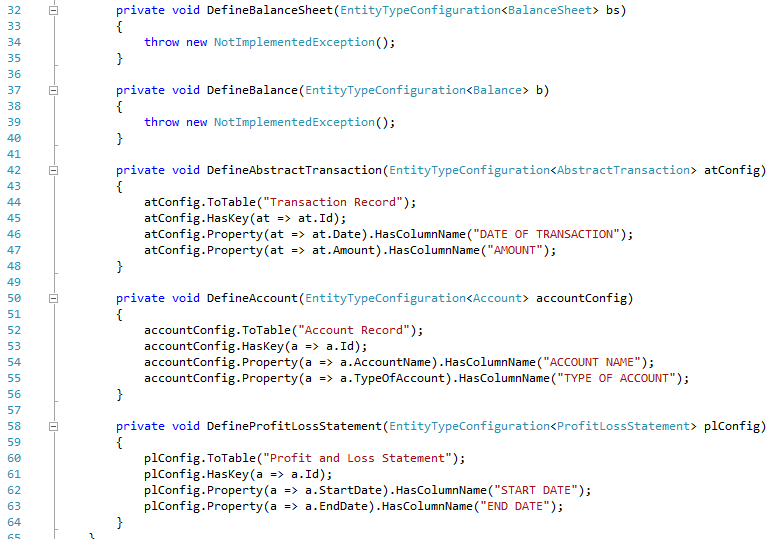 32 private void DefineBalanceSheet(EntityTypeConfiguration<BalanceSheet> bs)
33 {
34 throw new NotImplementedException();
35 }
36
37 private void DefineBalance(EntityTypeConfiguration<Balance> b)
38 {
39 throw new NotImplementedException();
40 }
41
42 private void DefineAbstractTransaction(EntityTypeConfiguration<AbstractTransaction> atConfig)
43 {
44 atConfig.ToTable("Transaction Record");
45 atConfig.HasKey(at => at.Id);
46 atConfig.Property(at => at.Date).HasColumnName("DATE OF TRANSACTION");
47 atConfig.Property(at => at.Amount).HasColumnName("AMOUNT");
48 }
49
50 private void DefineAccount(EntityTypeConfiguration<Account> accountConfig)
51 {
52 accountConfig.ToTable("Account Record");
53 accountConfig.HasKey(a => a.Id);
54 accountConfig.Property(a => a.AccountName).HasColumnName("ACCOUNT NAME");
55 accountConfig.Property(a => a.TypeOfAccount).HasColumnName("TYPE OF ACCOUNT");
56 }
57
58 private void DefineProfitLossStatement(EntityTypeConfiguration<ProfitLossStatement> plConfig)
59 {
60 plConfig.ToTable("Profit and Loss Statement");
61 plConfig.HasKey(a => a.Id);
62 plConfig.Property(a => a.StartDate).HasColumnName("START DATE");
63 plConfig.Property(a => a.EndDate).HasColumnName("END DATE");
64 }
65 }